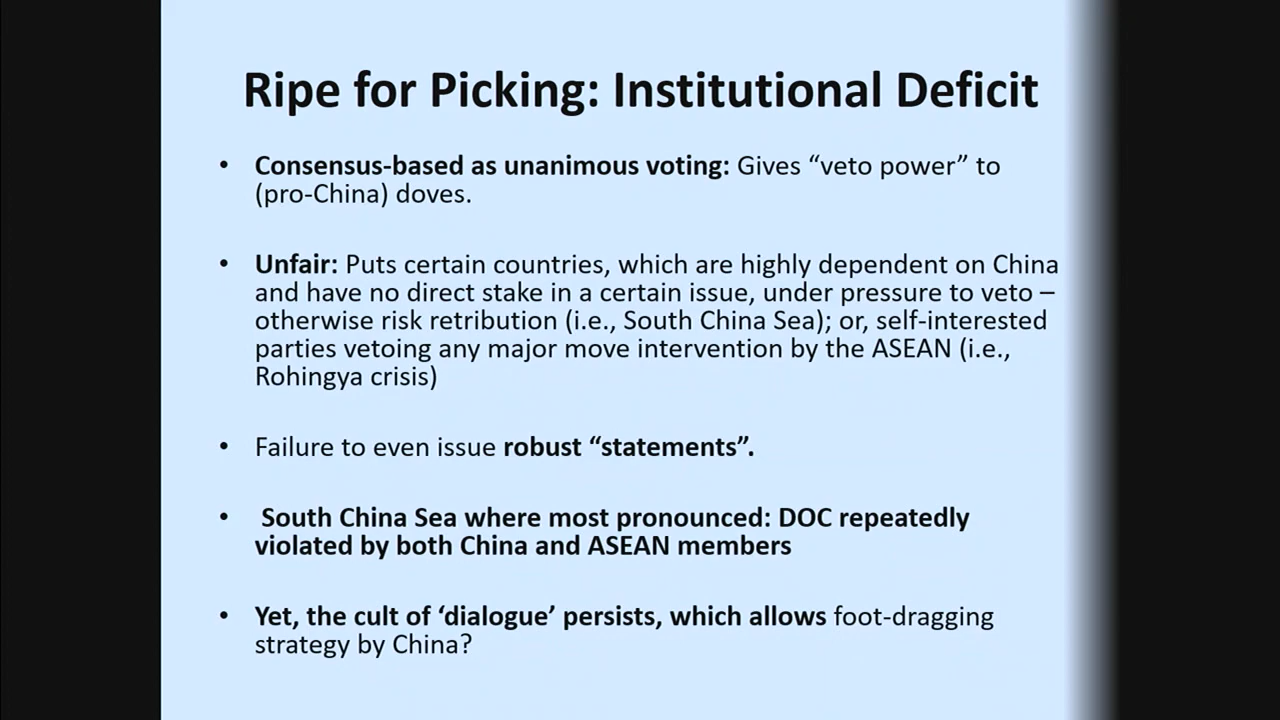 Ripe for Picking: Institutional Deficit
• Consensus-based as unanimous voting: Gives “veto power” to
(pro-China) doves.
• Unfair: Puts certain countries, which are highly dependent on China
and have no direct stake in a certain issue, under pressure to veto –
otherwise risk retribution (i.e., South China Sea); or, self-interested
parties vetoing any major move intervention by the ASEAN (i.e.,
Rohingya crisis)
• Failure to even issue robust “statements”.
• South China Sea where most pronounced: DOC repeatedly
violated by both China and ASEAN members
• Yet, the cult of ‘dialogue’ persists, which allows foot-dragging
strategy by China?